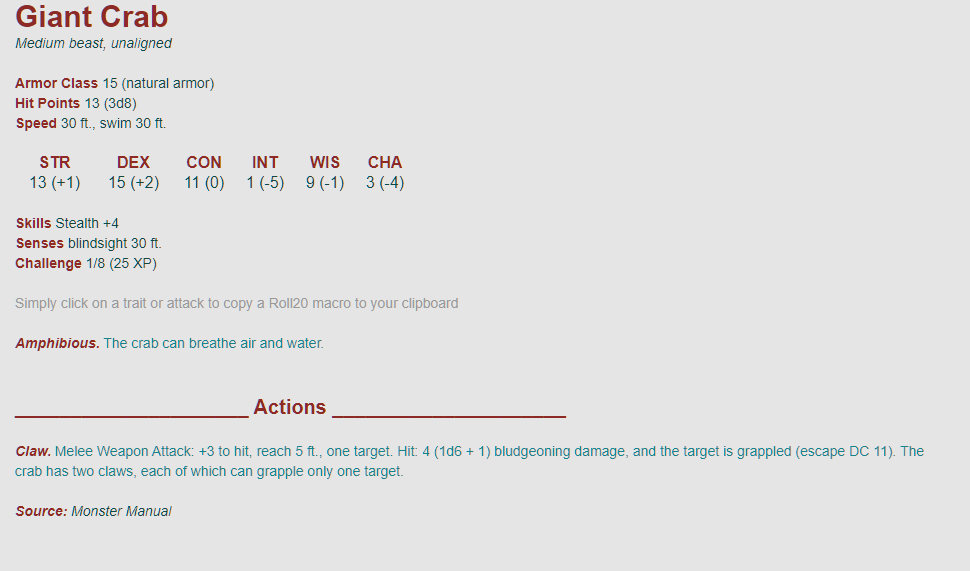 Giant Crab
Medium beast, unaligned
Armor Class 15 (natural armor)
Hit Points 13 (3d8)
Speed 30 ft., swim 30 ft.
STR DEX CON INT WIS CHA
13 (+1) 15 (+2) 11 (0) 1 (-5) 9 (-1) 3 (-4)
Skills Stealth +4
Senses blindsight 30 ft.
Challenge 1/8 (25 XP)
Simply click on a trait or attack to copy a Roll20 macro to your clipboard
Amphibious. The crab can breathe air and water.
Actions
Claw. Melee Weapon Attack: +3 to hit, reach 5 ft., one target. Hit: 4 (1d6 + 1) bludgeoning damage, and the target is grappled (escape DC 11). The
crab has two claws, each of which can grapple only one target.
Source: Monster Manual